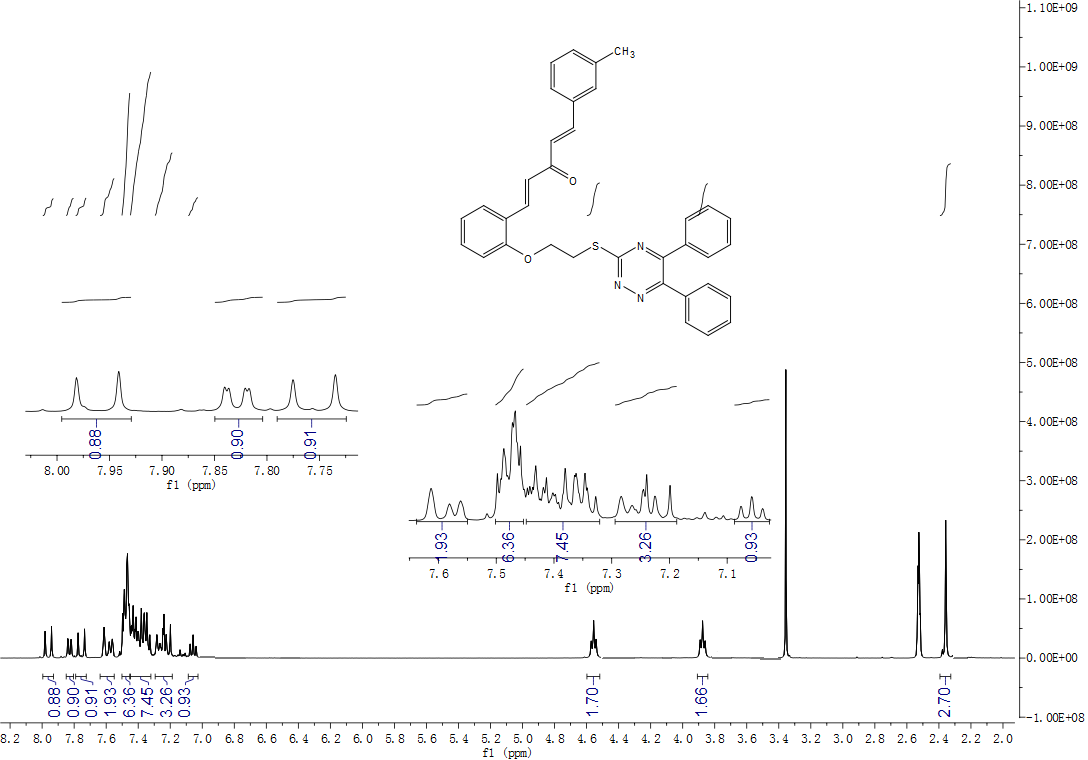 1.10E+09
1.00E+09
9.00E+08
8.00E+08
7.00E+08
6.00E+08
5.00E+08
4.00E+08
3.00E+08
2.00E+08
1.00E+08
0.00E+00
-1.00E+08
CH3
O
O
S
N
N
N
0.88
0.90
0.91
8.00 7.95 7.90 7.85 7.80 7.75
f1 (ppm)
1.93
6.36
7.45
3.26
0.93
7.6 7.5 7.4 7.3 7.2 7.1
f1 (ppm)
0.88
0.90
0.91
1.93
6.36
7.45
3.26
0.93
1.70
1.66
2.70
8.2 8.0 7.8 7.6 7.4 7.2 7.0 6.8 6.6 6.4 6.2 6.0 5.8 5.6 5.4 5.2 5.0 4.8 4.6 4.4 4.2 4.0 3.8 3.6 3.4 3.2 3.0 2.8 2.6 2.4 2.2 2.0
f1 (ppm)